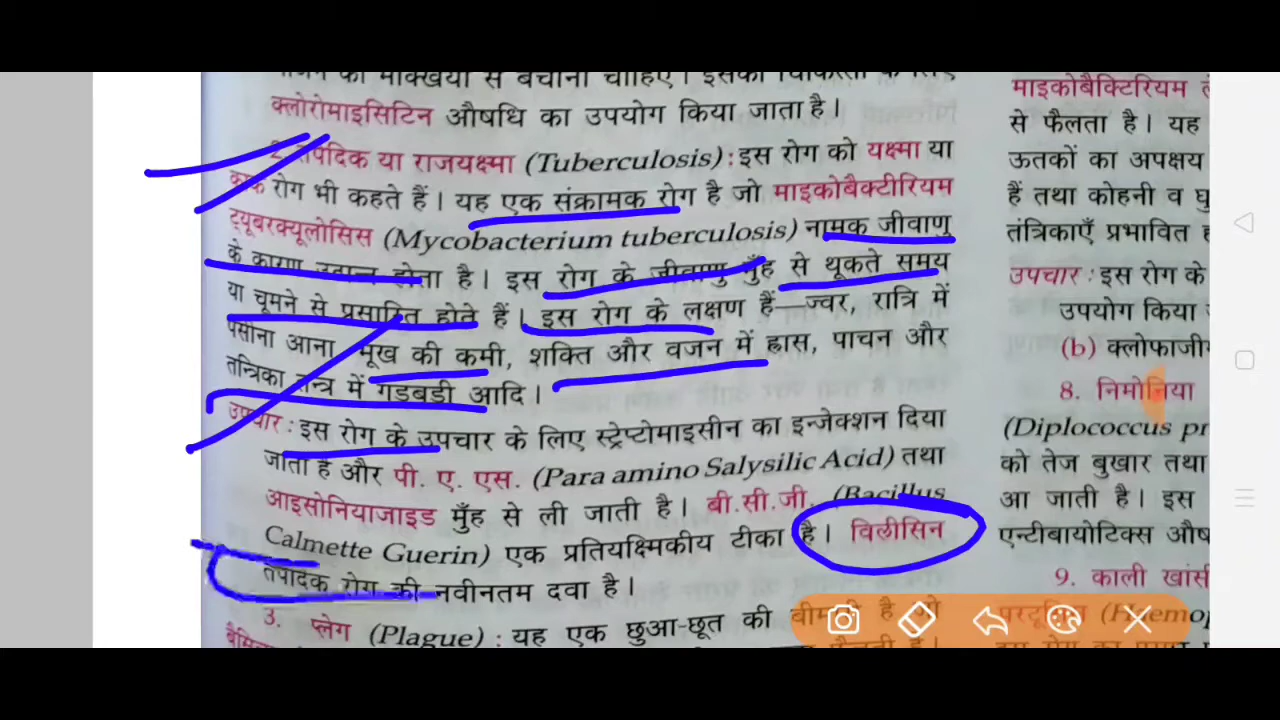 क्लोरोमाइसिटिन औषधि का उपयोग किया जाता है।
2. तपेदिक या राजयक्ष्मा (Tuberculosis) : इस रोग को यक्ष्मा या
रोग भी कहते हैं। यह एक संक्रामक रोग है जो माइकोबैक्टीरियम
ट्यूबरक्यूलोसिस (Mycobacterium tuberculosis) नामक जीवाणु
के कारण उत्पन्न होता है। इस रोग के जीवाणु मुँह से थूकते समय
या चूमने से प्रसारित होते हैं। इस रोग के लक्षण हैं—ज्वर, रात्रि में
पसीना आना, भूख की कमी, शक्ति और वजन में ह्रास, पाचन और
तन्त्रिका तन्त्र में गड़बड़ी आदि।
उपचार : इस रोग के उपचार के लिए स्ट्रेप्टोमाइसीन का इन्जेक्शन दिया
जाता है और पी. ए. एस. (Para amino Salysilic Acid) तथा
आइसोनियाजाइड मुँह से ली जाती है। बी.सी.जी. (Bacillus
Calmette Guerin) एक प्रतियक्ष्मिकीय टीका है। विलीसिन
तपेदिक रोग की नवीनतम दवा है।
3. प्लेग (Plague) : यह एक छुआ-छूत की
माइकोबैक्टिरियम
से फैलता है। यह
ऊतकों का अपक्षय
हैं तथा कोहनी व
तंत्रिकाएँ प्रभावित
उपचार : इस रोग के
उपयोग किया
(b) क्लोफाजी
8. निमोनिया
(Diplococcus
को तेज बुखार तथा
आ जाती है। इस
एन्टीबायोटिक्स
9. काली